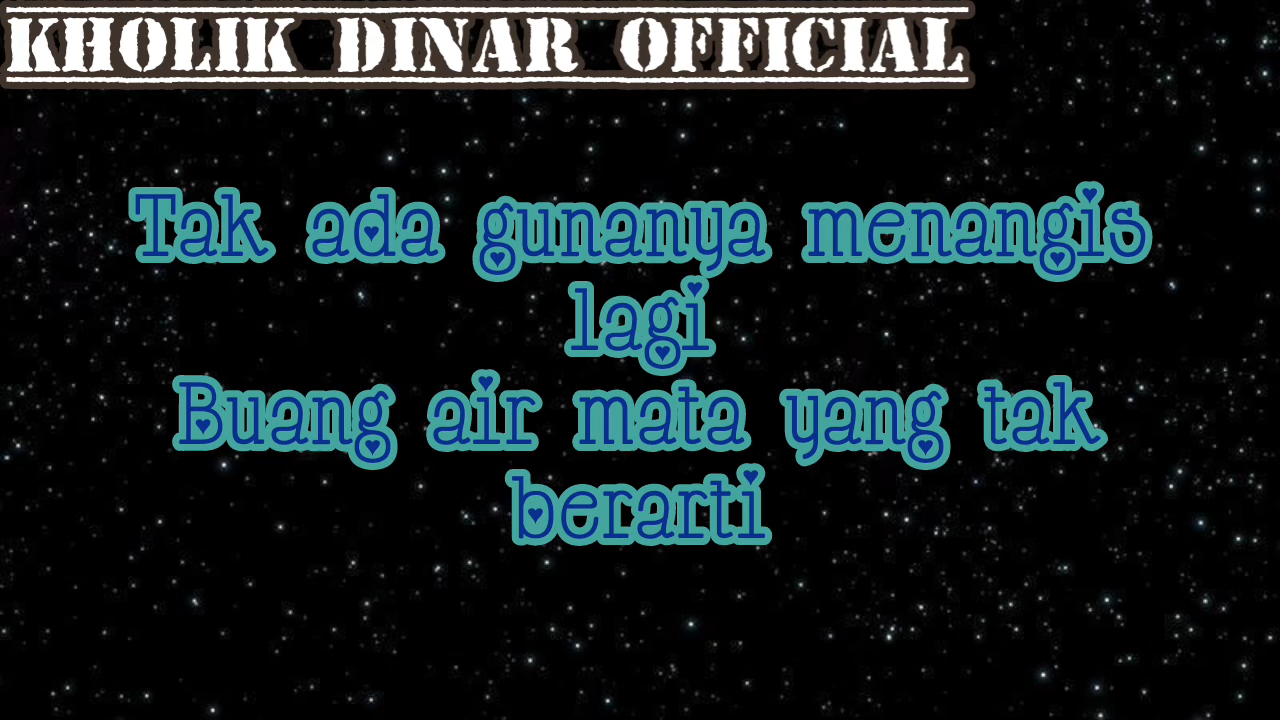 KHOLIK DINAR OFFICIAL
Tak ada gunanya menangis
lagi
Buang air mata yang tak
berarti